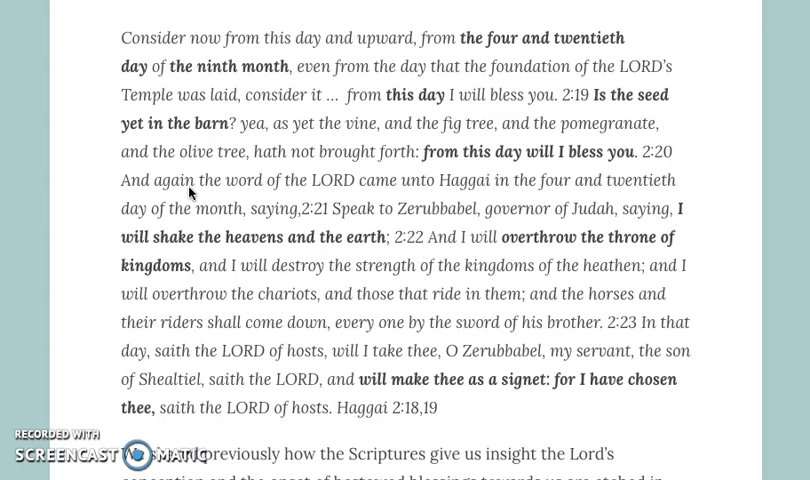 Consider now from this day and upward, from the four and twentieth
day of the ninth month, even from the day that the foundation of the LORD's
Temple was laid, consider it ... from this day I will bless you. 2:19 Is the seed
yet in the barn? yea, as yet the vine, and the fig tree, and the pomegranate,
and the olive tree, hath not brought forth: from this day will I bless you. 2:20
And again the word of the LORD came unto Haggai in the four and twentieth
day of the month, saying,2:21 Speak to Zerubbabel, governor of Judah, saying, I
will shake the heavens and the earth; 2:22 And I will overthrow the throne of
kingdoms, and I will destroy the strength of the kingdoms of the heathen; and I
will overthrow the chariots, and those that ride in them; and the horses and
their riders shall come down, every one by the sword of his brother. 2:23 In that
day, saith the LORD of hosts, will I take thee, O Zerubbabel, my servant, the son
of Shealtiel, saith the LORD, and will make thee as a signet: for I have chosen
thee, saith the LORD of hosts. Haggai 2:18,19
RECORDED WITH
SCREENCAST MATIC
previously how the Scriptures give us insight the Lord's